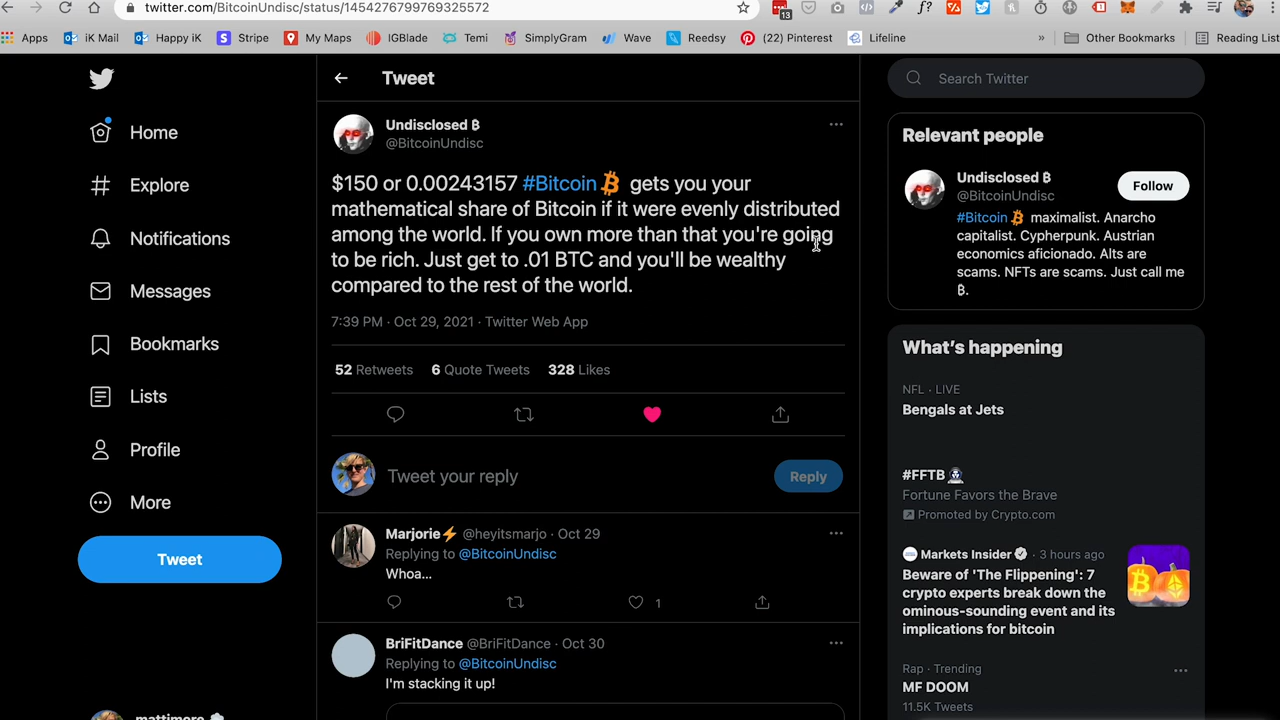 twitter.com/BitcoinUndisc/status/1454276799769325572
13
Apps
iK Mail
Happy iK
Stripe
My Maps
IGBlade
Temi
SimplyGram
Wave
Reedsy
(22) Pinterest
Lifeline
»
Other Bookmarks
Reading List
Home
Explore
Notifications
Messages
Bookmarks
Lists
Profile
More
Tweet
mattimore
Tweet
Undisclosed ₿
@BitcoinUndisc
$150 or 0.00243157 #Bitcoin gets you your
mathematical share of Bitcoin if it were evenly distributed
among the world. If you own more than that you're going
to be rich. Just get to .01 BTC and you'll be wealthy
compared to the rest of the world.
7:39 PM · Oct 29, 2021 · Twitter Web App
52 Retweets 6 Quote Tweets 328 Likes
Tweet your reply
Reply
Marjorie⚡ @heyitsmarjo · Oct 29
Replying to @BitcoinUndisc
Whoa...
1
BriFitDance @BriFitDance · Oct 30
Replying to @BitcoinUndisc
I'm stacking it up!
Search Twitter
Relevant people
Undisclosed ₿
@BitcoinUndisc
Follow
#Bitcoin maximalist. Anarcho
capitalist. Cypherpunk. Austrian
economics aficionado. Alts are
scams. NFTs are scams. Just call me
₿.
What's happening
NFL · LIVE
Bengals at Jets
#FFTB
Fortune Favors the Brave
Promoted by Crypto.com
Markets Insider · 3 hours ago
Beware of 'The Flippening': 7
crypto experts break down the
ominous-sounding event and its
implications for bitcoin
Rap · Trending
MF DOOM
11.5K Tweets